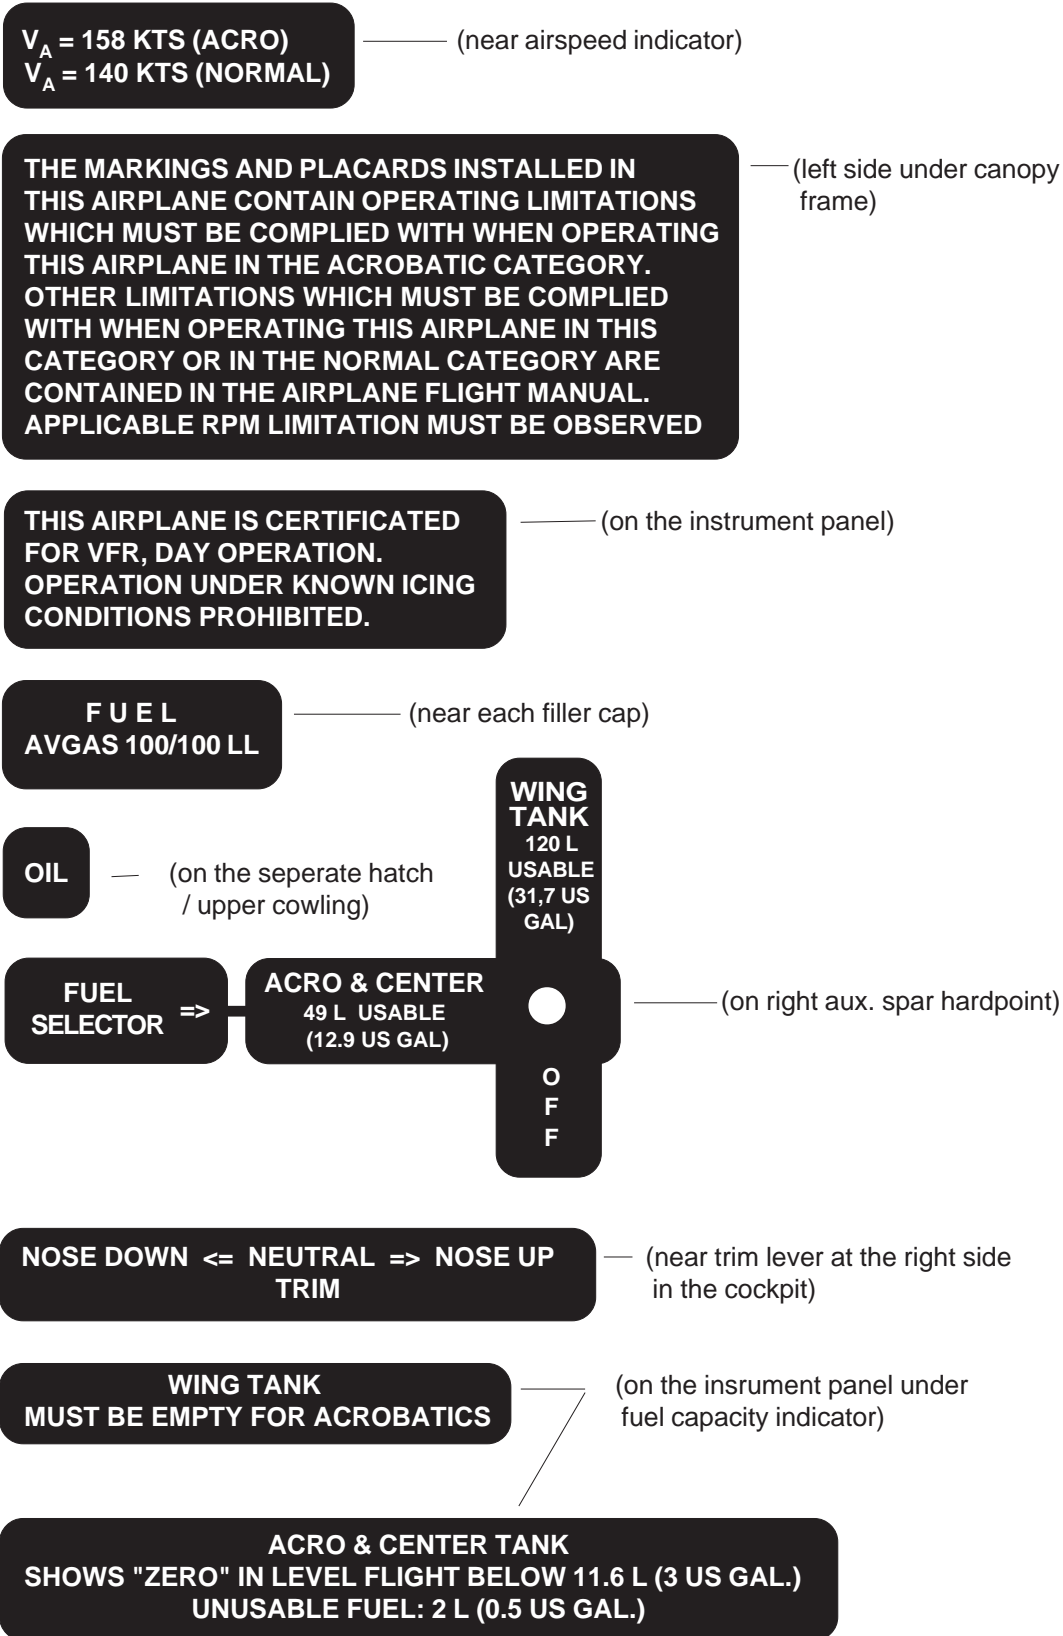 VA = 158 KTS (ACRO)
VA = 140 KTS (NORMAL)
(near airspeed indicator)
THE MARKINGS AND PLACARDS INSTALLED IN
THIS AIRPLANE CONTAIN OPERATING LIMITATIONS
WHICH MUST BE COMPLIED WITH WHEN OPERATING
THIS AIRPLANE IN THE ACROBATIC CATEGORY.
OTHER LIMITATIONS WHICH MUST BE COMPLIED
WITH WHEN OPERATING THIS AIRPLANE IN THIS
CATEGORY OR IN THE NORMAL CATEGORY ARE
CONTAINED IN THE AIRPLANE FLIGHT MANUAL.
APPLICABLE RPM LIMITATION MUST BE OBSERVED
(left side under canopy
frame)
THIS AIRPLANE IS CERTIFICATED
FOR VFR, DAY OPERATION.
OPERATION UNDER KNOWN ICING
CONDITIONS PROHIBITED.
(on the instrument panel)
F U E L
AVGAS 100/100 LL
(near each filler cap)
OIL
(on the seperate hatch
/ upper cowling)
WING
TANK
120 L
USABLE
(31,7 US
GAL)
FUEL
SELECTOR =>
ACRO & CENTER
49 L USABLE
(12.9 US GAL)
O
F
F
(on right aux. spar hardpoint)
NOSE DOWN <= NEUTRAL => NOSE UP
TRIM
(near trim lever at the right side
in the cockpit)
WING TANK
MUST BE EMPTY FOR ACROBATICS
(on the insrument panel under
fuel capacity indicator)
ACRO & CENTER TANK
SHOWS "ZERO" IN LEVEL FLIGHT BELOW 11.6 L (3 US GAL.)
UNUSABLE FUEL: 2 L (0.5 US GAL.)